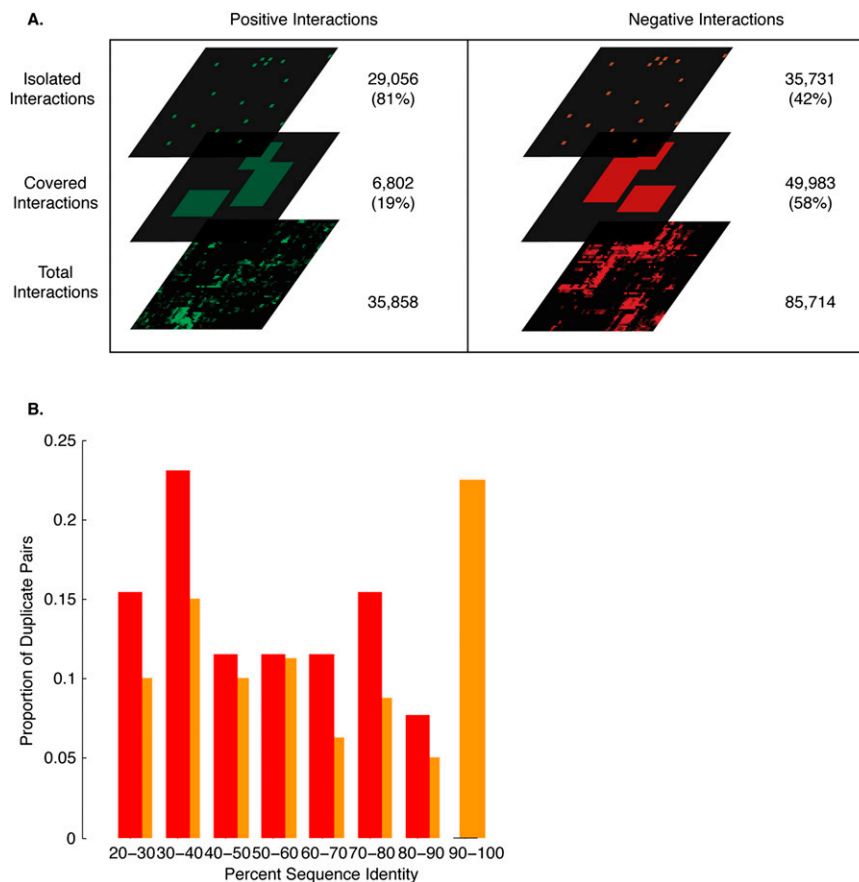 A.
Positive Interactions
Negative Interactions
Isolated
Interactions
29,056
(81%)
35,731
(42%)
Covered
Interactions
6,802
(19%)
49,983
(58%)
Total
Interactions
35,858
85,714
B.
0.25
0.2
0.15
0.1
0.05
0
Proportion of Duplicate Pairs
20–30 30–40 40–50 50–60 60–70 70–80 80–90 90–100
Percent Sequence Identity